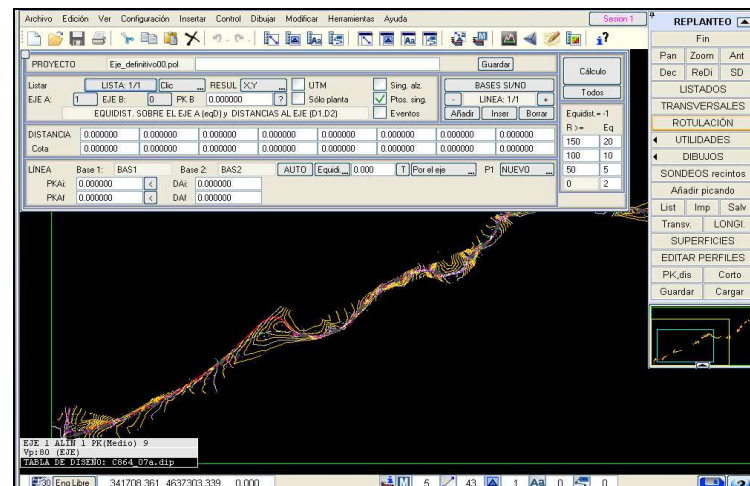 Archivo Edición Ver Configuración Insertar Control Dibujar Modificar Herramientas Ayuda Sesion 1
REPLANTEO
Fin
Pan Zoom Ant
Dec ReDi SD
LISTADOS
TRANSVERSALES
ROTULACIÓN
UTILIDADES
DIBUJOS
SONDEOS recintos
Añadir picando
List Imp Salv
Transv. LONGI.
SUPERFICIES
EDITAR PERFILES
PK,dis Corto
Guardar Cargar
PROYECTO Eje_definitivo00.pol Guardar
Cálculo
Todos
Listar LISTA: 1/1 Clic ... RESUL X,Y ... UTM Sing. alz. BASES SI/NO
EJE A: 1 EJE B: 0 PK B 0.000000 ? Sólo planta Ptos. sing. - LINEA: 1/1 +
EQUIDIST. SOBRE EL EJE A (eqD) y DISTANCIAS AL EJE (D1,D2) Eventos Añadir Inser Borrar
Equidist.= -1
R >= Eq
150 20
100 10
50 5
0 2
DISTANCIA 0.000000 0.000000 0.000000 0.000000 0.000000 0.000000 0.000000
Cota 0.000000 0.000000 0.000000 0.000000 0.000000 0.000000 0.000000
LÍNEA Base 1: BAS1 Base 2: BAS2 AUTO Equidi... 0.000 T Por el eje ... P1 NUEVO ...
PKAi: 0.000000 < DAi: 0.000000
PKAf 0.000000 < DAf 0.000000
EJE 1 ALIN 1 PK(Medio) 9
Vp:80 (EJE)
TABLA DE DISEÑO: C864_07a.dip
30 Eng Libre 341708.361 4637303.339 0.000 M 5 43 1 Aa 0 0